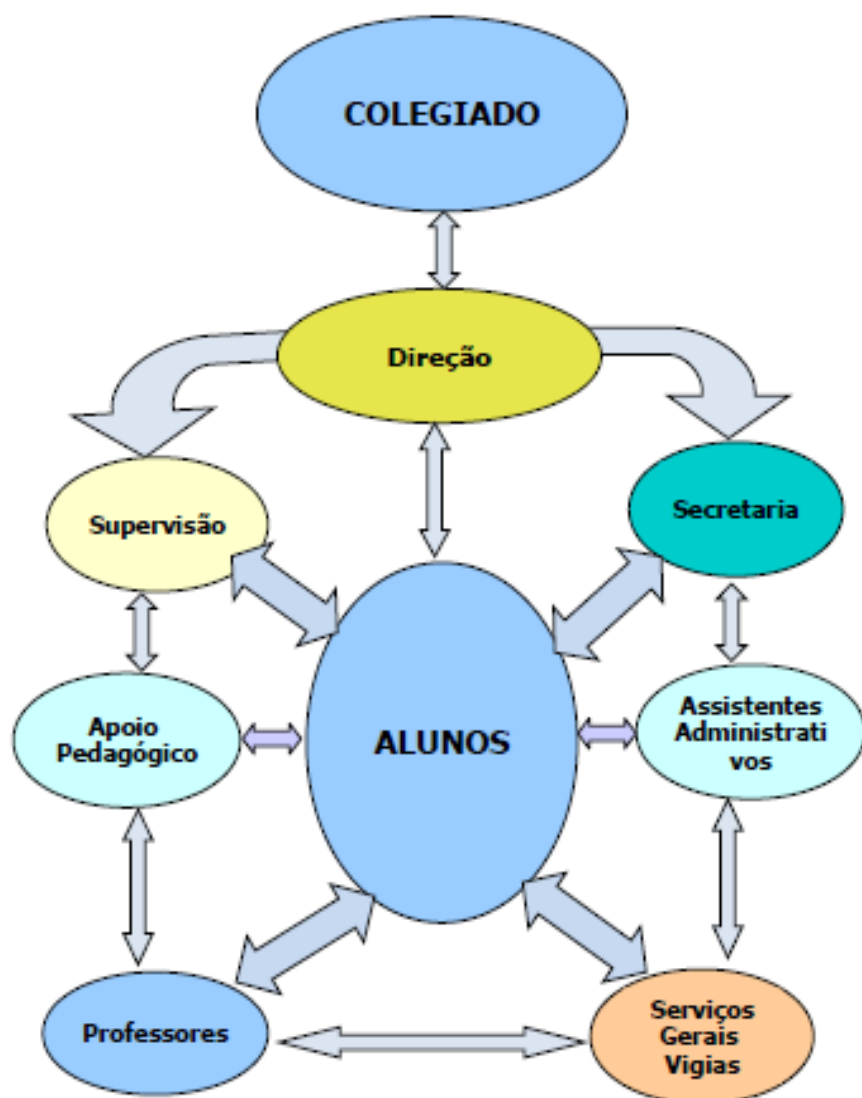 COLEGIADO
Direção
Supervisão
Secretaria
Apoio
Pedagógico
ALUNOS
Assistentes
Administrati
vos
Professores
Serviços
Gerais
Vigias